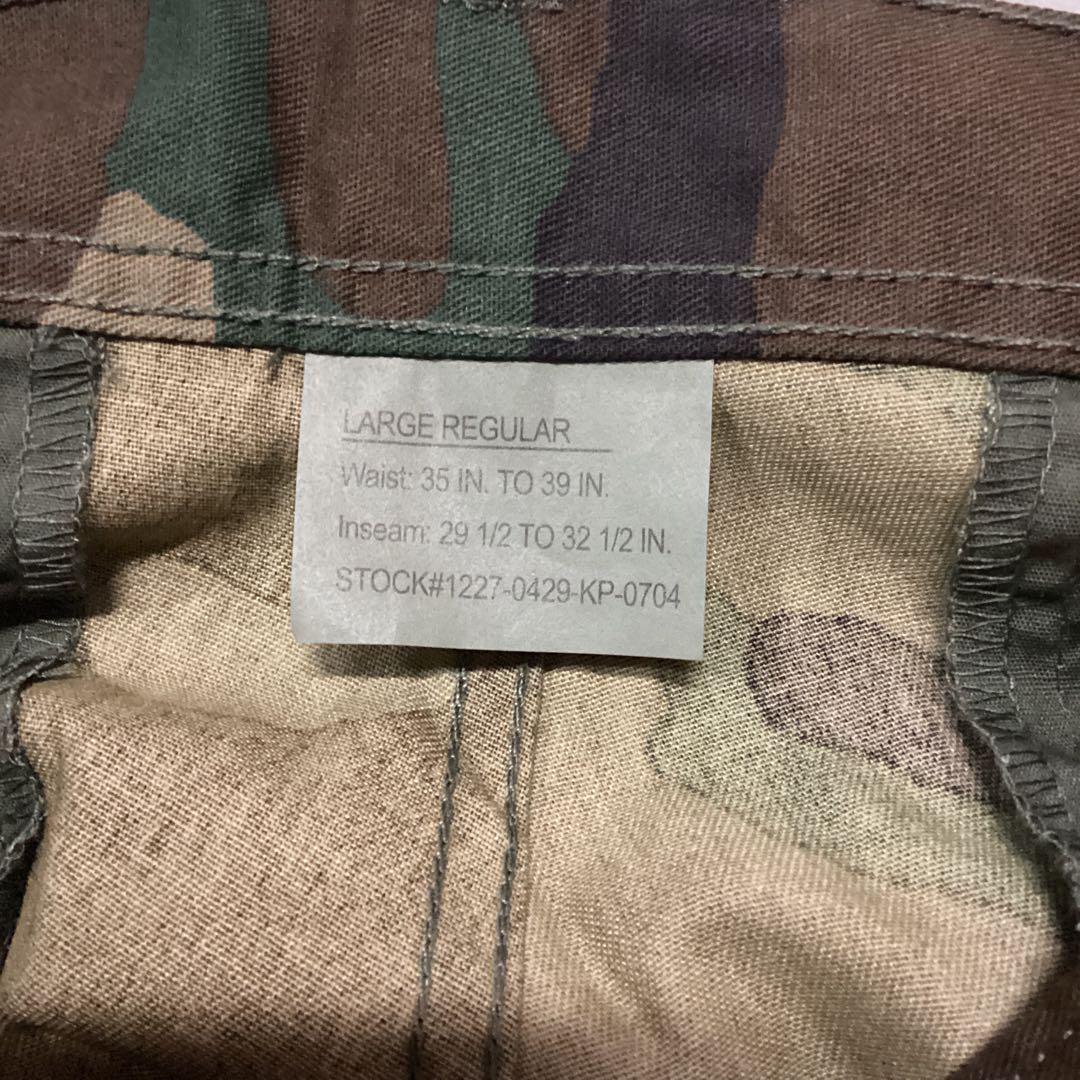 LARGE REGULAR
Waist: 35 IN. TO 39 IN.
Inseam: 29 1/2 TO 32 1/2 IN.
STOCK#1227-0429-KP-0704